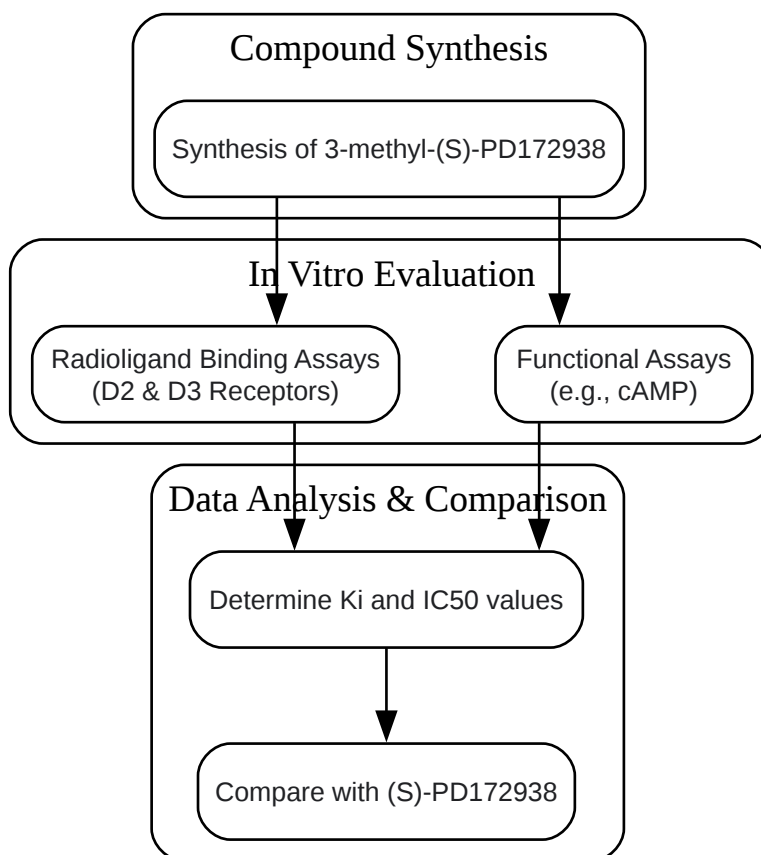 Compound Synthesis
Synthesis of 3-methyl-(S)-PD172938
In Vitro Evaluation
Radioligand Binding Assays
(D2 & D3 Receptors)
Functional Assays
(e.g., cAMP)
Data Analysis & Comparison
Determine Ki and IC50 values
Compare with (S)-PD172938